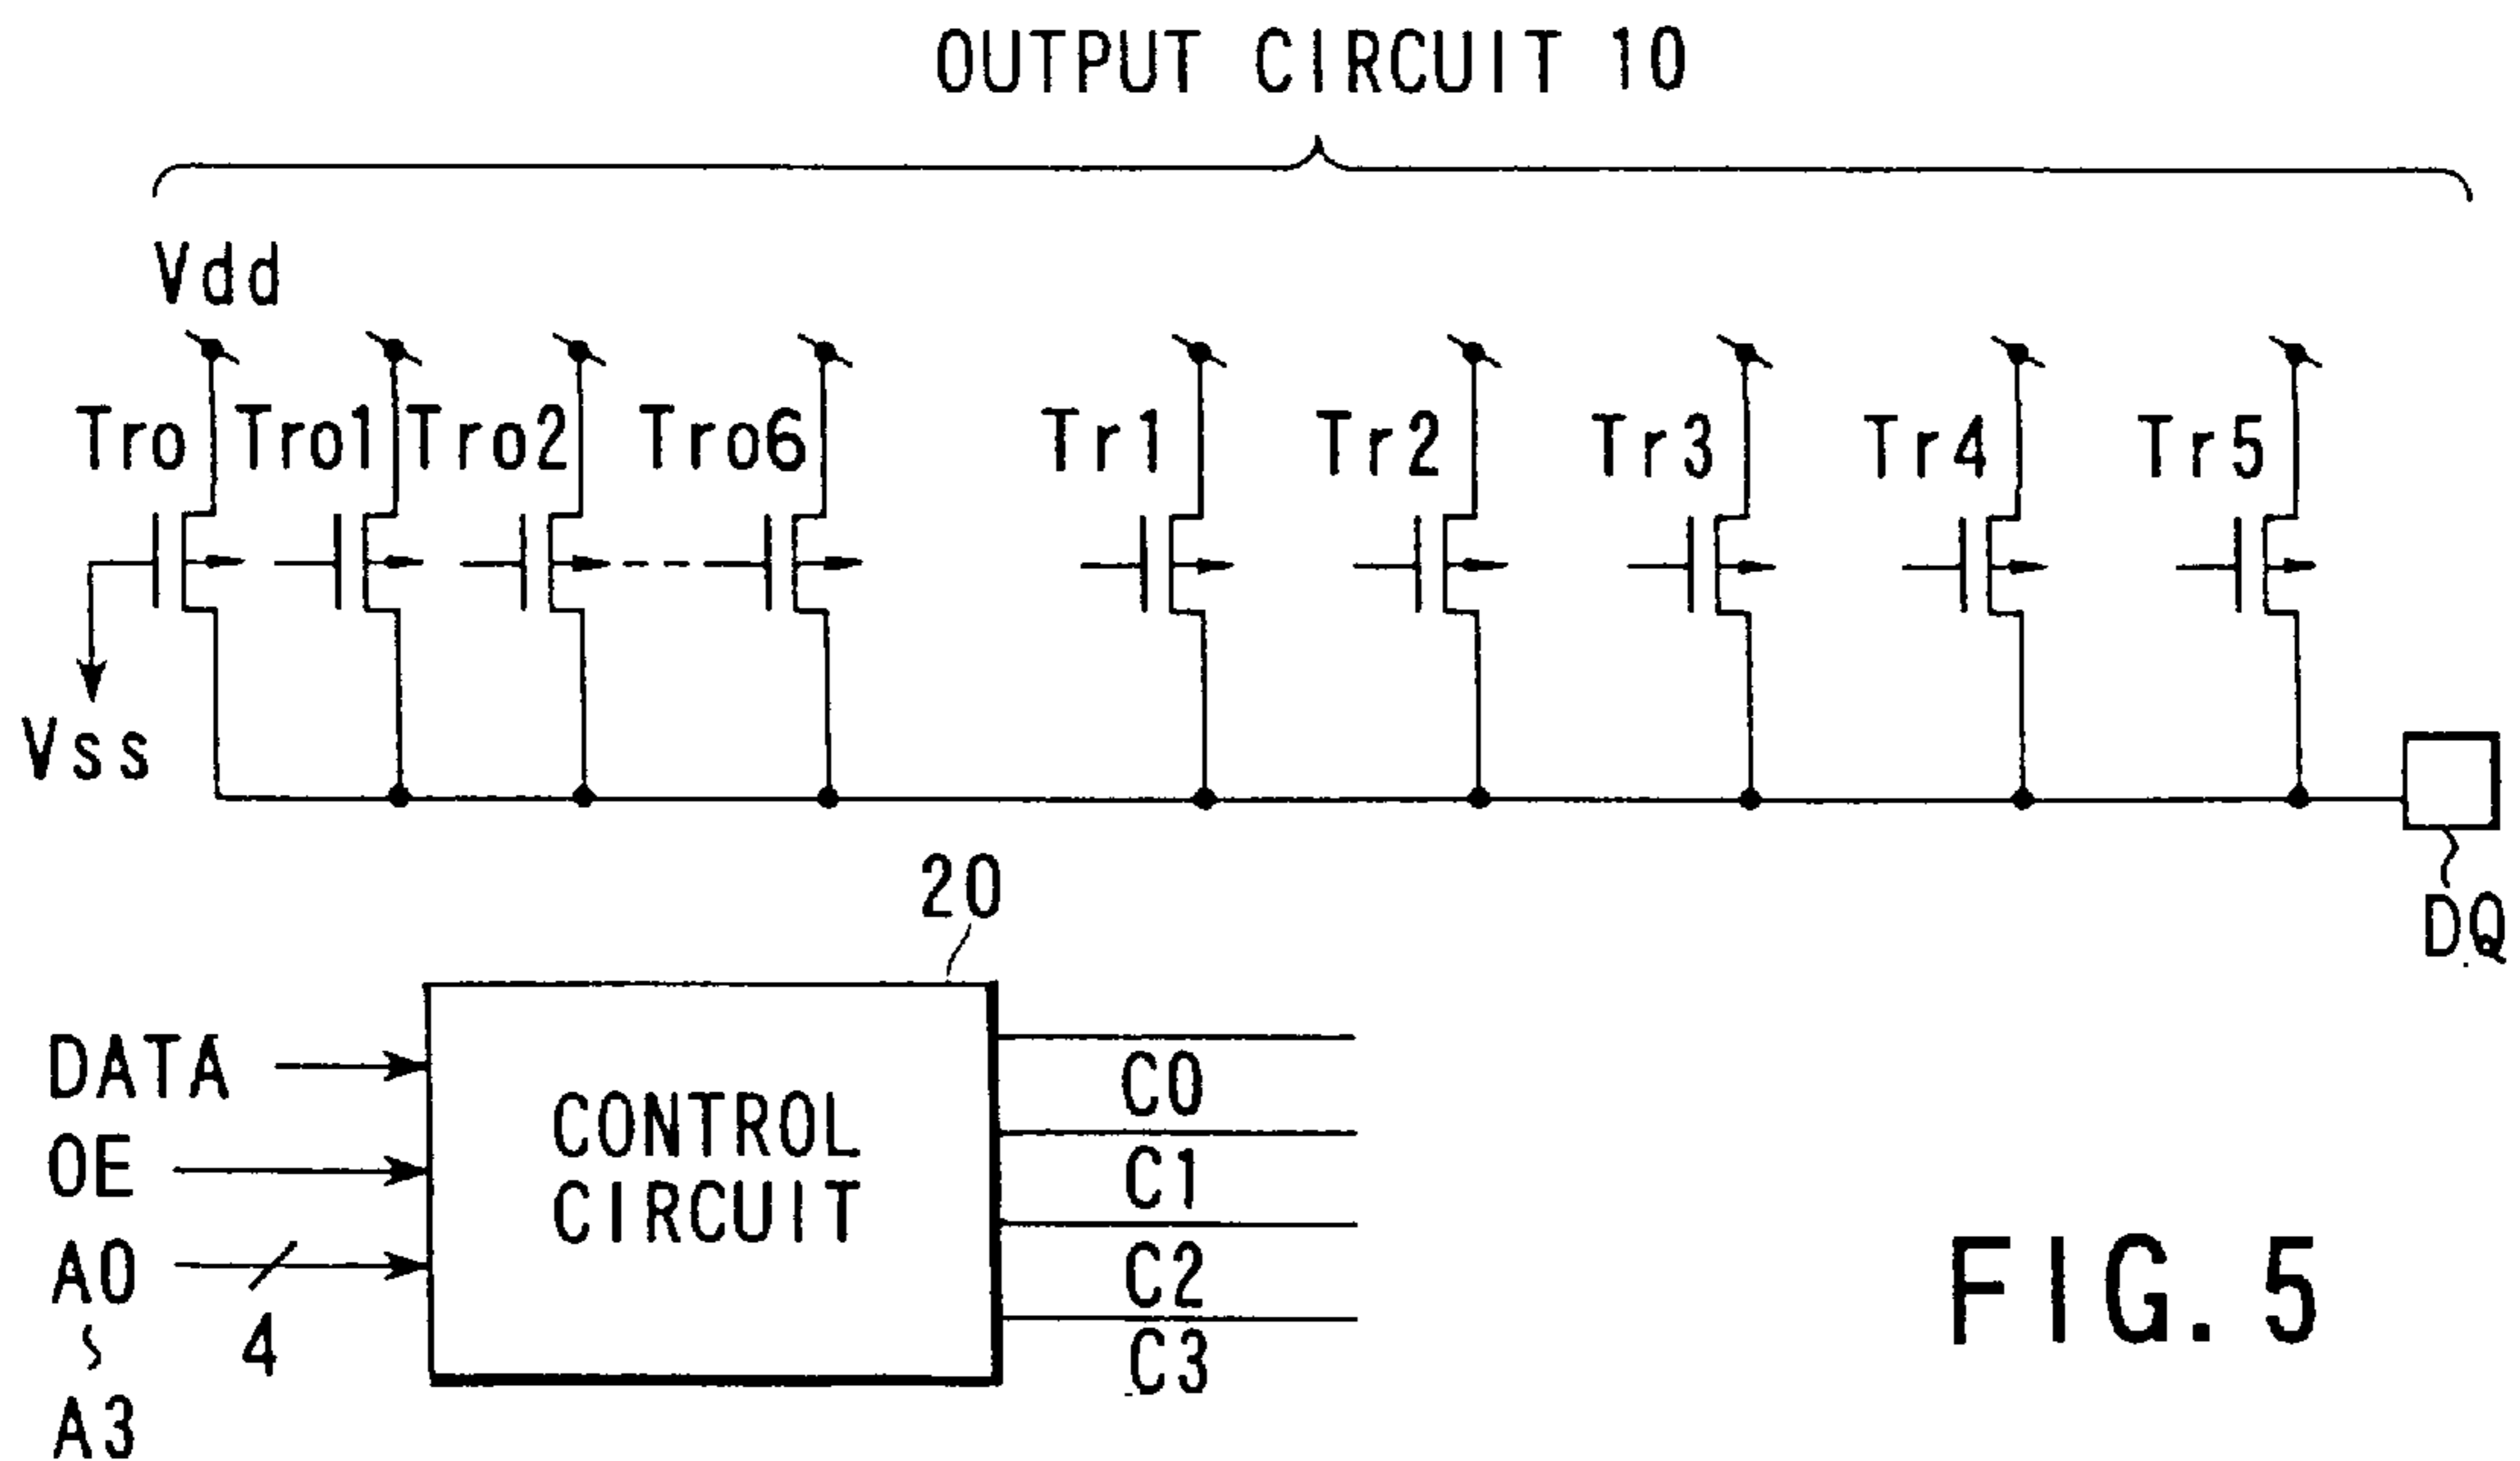 OUTPUT CIRCUIT 10
Vdd
Tro Tro1 Tro2 Tro6 Tr1 Tr2 Tr3 Tr4 Tr5
Vss
DQ
20
DATA
OE
A0
≀
A3
4
CONTROL
CIRCUIT
C0
C1
C2
C3
FIG. 5